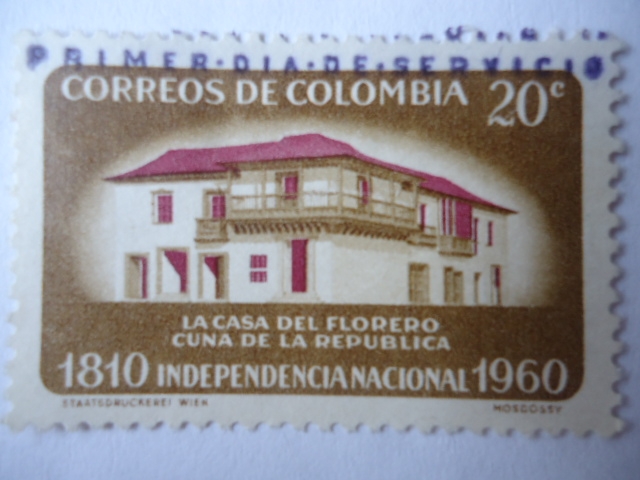 PRIMER·DIA·DE·SERVICIO
CORREOS DE COLOMBIA 20c
LA CASA DEL FLORERO
CUNA DE LA REPUBLICA
1810 INDEPENDENCIA NACIONAL 1960
STAATSDRUCKEREI WIEN MOSDOSSY